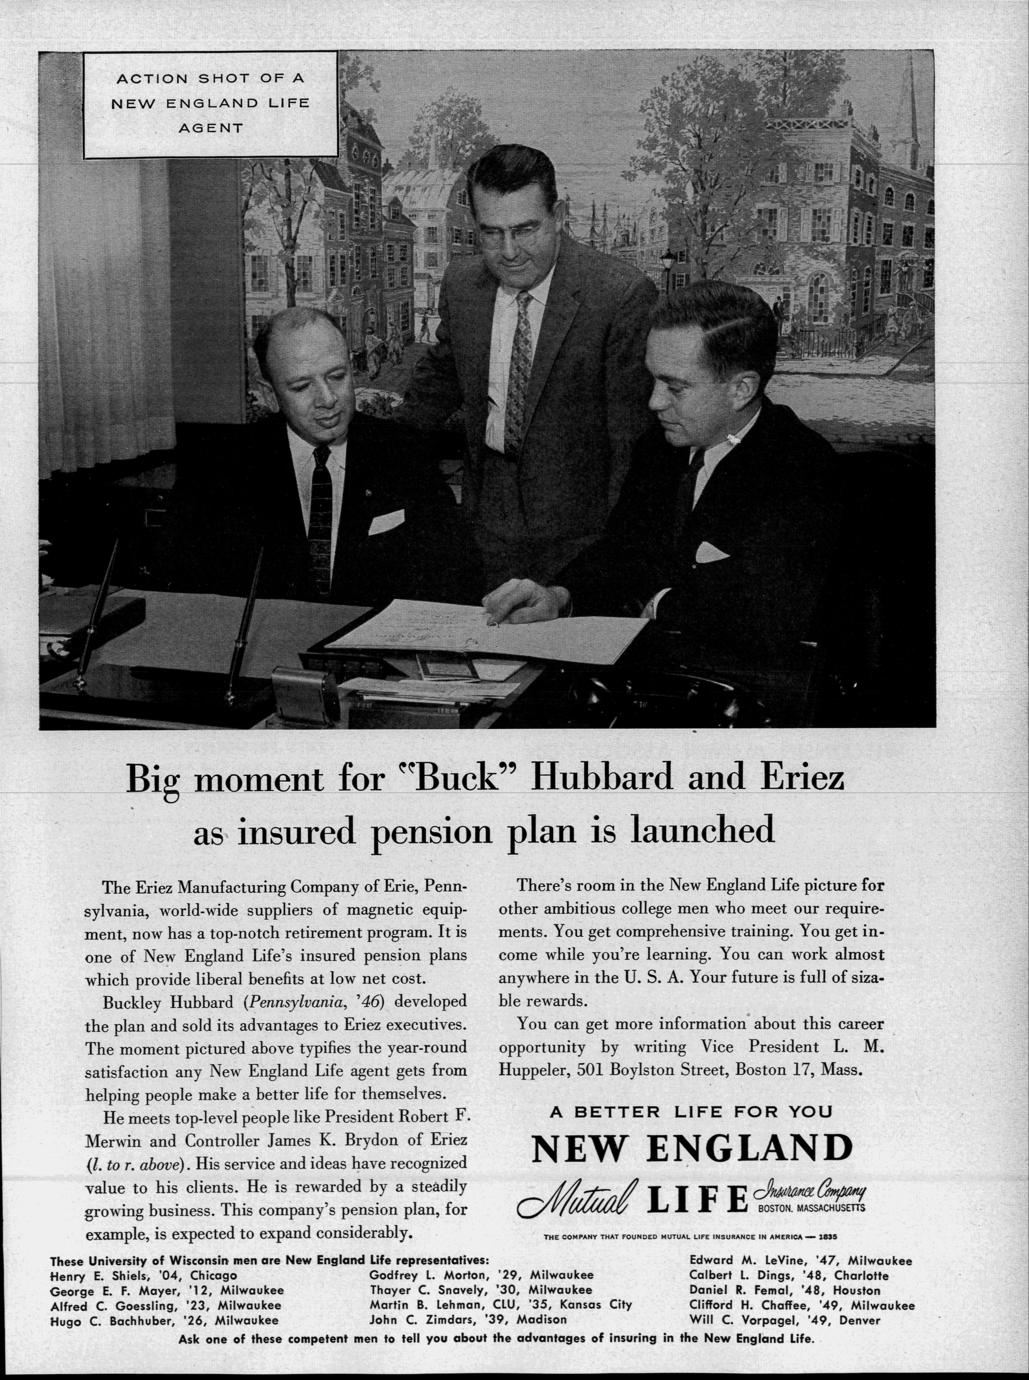 ACTION SHOT OF A
NEW ENGLAND LIFE
AGENT
Big moment for "Buck" Hubbard and Eriez
as insured pension plan is launched
The Eriez Manufacturing Company of Erie, Penn-
sylvania, world-wide suppliers of magnetic equip-
ment, now has a top-notch retirement program. It is
one of New England Life's insured pension plans
which provide liberal benefits at low net cost.
Buckley Hubbard (Pennsylvania, '46) developed
the plan and sold its advantages to Eriez executives.
The moment pictured above typifies the year-round
satisfaction any New England Life agent gets from
helping people make a better life for themselves.
He meets top-level people like President Robert F.
Merwin and Controller James K. Brydon of Eriez
(l. to r. above). His service and ideas have recognized
value to his clients. He is rewarded by a steadily
growing business. This company's pension plan, for
example, is expected to expand considerably.
There's room in the New England Life picture for
other ambitious college men who meet our require-
ments. You get comprehensive training. You get in-
come while you're learning. You can work almost
anywhere in the U. S. A. Your future is full of siza-
ble rewards.
You can get more information about this career
opportunity by writing Vice President L. M.
Huppeler, 501 Boylston Street, Boston 17, Mass.
A BETTER LIFE FOR YOU
NEW ENGLAND
Mutual LIFE Insurance Company
BOSTON, MASSACHUSETTS
THE COMPANY THAT FOUNDED MUTUAL LIFE INSURANCE IN AMERICA — 1835
These University of Wisconsin men are New England Life representatives:
Henry E. Shiels, '04, Chicago
George E. F. Mayer, '12, Milwaukee
Alfred C. Goessling, '23, Milwaukee
Hugo C. Bachhuber, '26, Milwaukee
Godfrey L. Morton, '29, Milwaukee
Thayer C. Snavely, '30, Milwaukee
Martin B. Lehman, CLU, '35, Kansas City
John C. Zimdars, '39, Madison
Edward M. LeVine, '47, Milwaukee
Calbert L. Dings, '48, Charlotte
Daniel R. Femal, '48, Houston
Clifford H. Chaffee, '49, Milwaukee
Will C. Vorpagel, '49, Denver
Ask one of these competent men to tell you about the advantages of insuring in the New England Life.